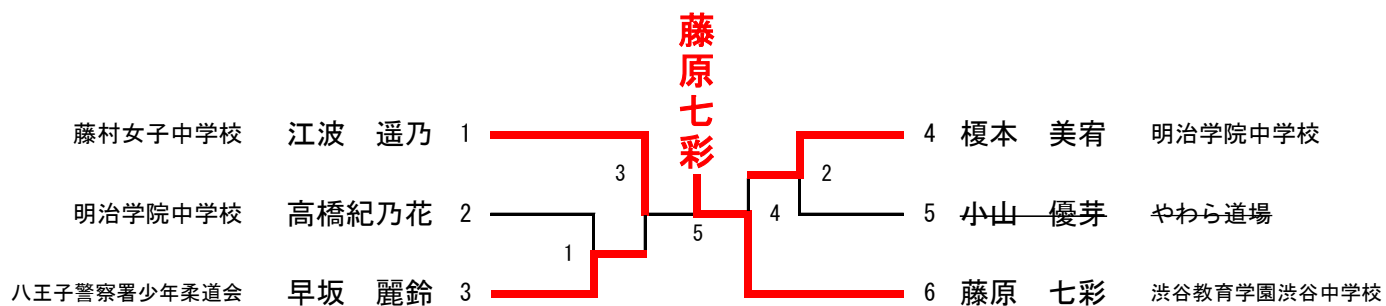 藤原七彩
藤村女子中学校 江波 遥乃 1
3
4 榎本 美宥 明治学院中学校
2
明治学院中学校 高橋紀乃花 2
5
4
5 小山 優芽 やわら道場
1
八王子警察署少年柔道会 早坂 麗鈴 3
6 藤原 七彩 渋谷教育学園渋谷中学校